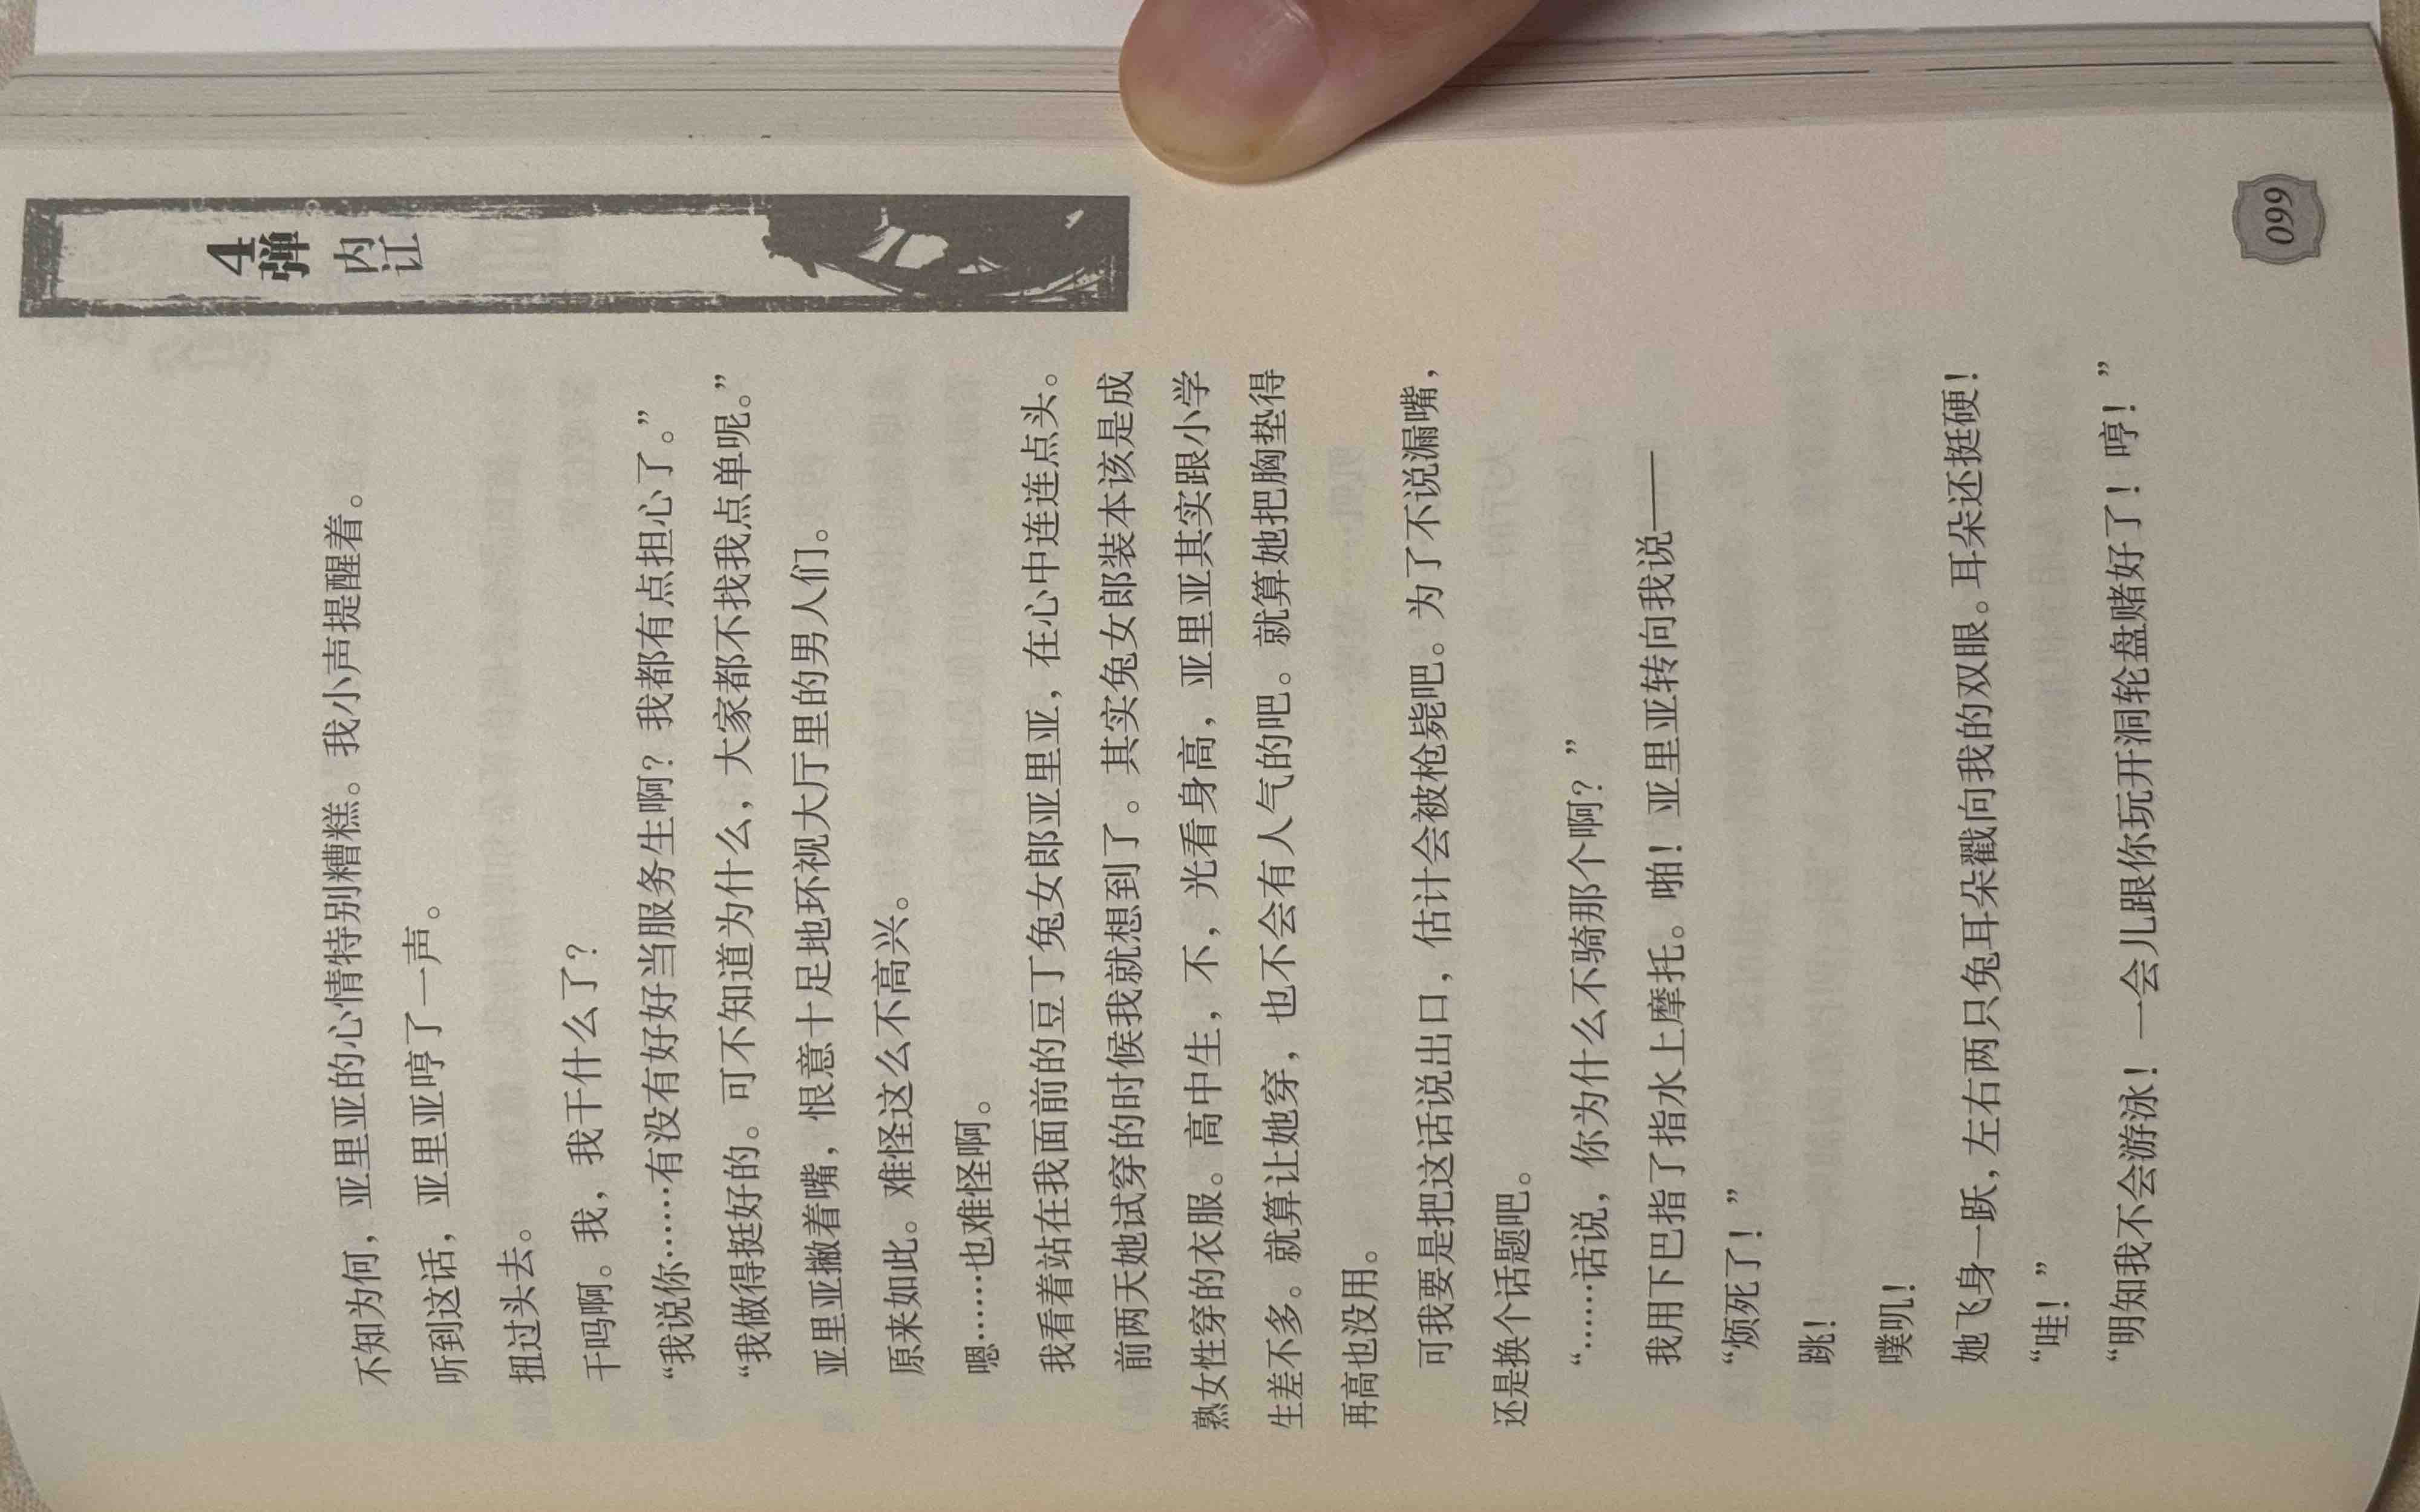 4弹 内讧
不知为何，亚里亚的心情特别糟糕。我小声提醒着。
听到这话，亚里亚哼了一声。
扭过头去。
干吗啊。我，我干什么了？
“我说你……有没有好好当服务生啊？我都有点担心了。”
“我做得挺好的。可不知道为什么，大家都不找我点单呢。”
亚里亚撇着嘴，恨意十足地环视大厅里的男人们。
原来如此。难怪这么不高兴。
嗯……也难怪啊。
我看着站在我面前的豆丁兔女郎亚里亚，在心中连连点头。
前两天她试穿的时候我就想到了。其实兔女郎装本该是成
熟女性穿的衣服。高中生，不，光看身高，亚里亚其实跟小学
生差不多。就算让她穿，也不会有人气的吧。就算她把胸垫得
再高也没用。
可我要是把这话说出口，估计会被枪毙吧。为了不说漏嘴，
还是换个话题吧。
“……话说，你为什么不骑那个啊？”
我用下巴指了指水上摩托。啪！亚里亚转向我说——
“烦死了！”
跳！
噗叽！
她飞身一跃，左右两只兔耳朵戳向我的双眼。耳朵还挺硬！
“哇！”
“明知我不会游泳！一会儿跟你玩开洞轮盘赌好了！哼！”
099